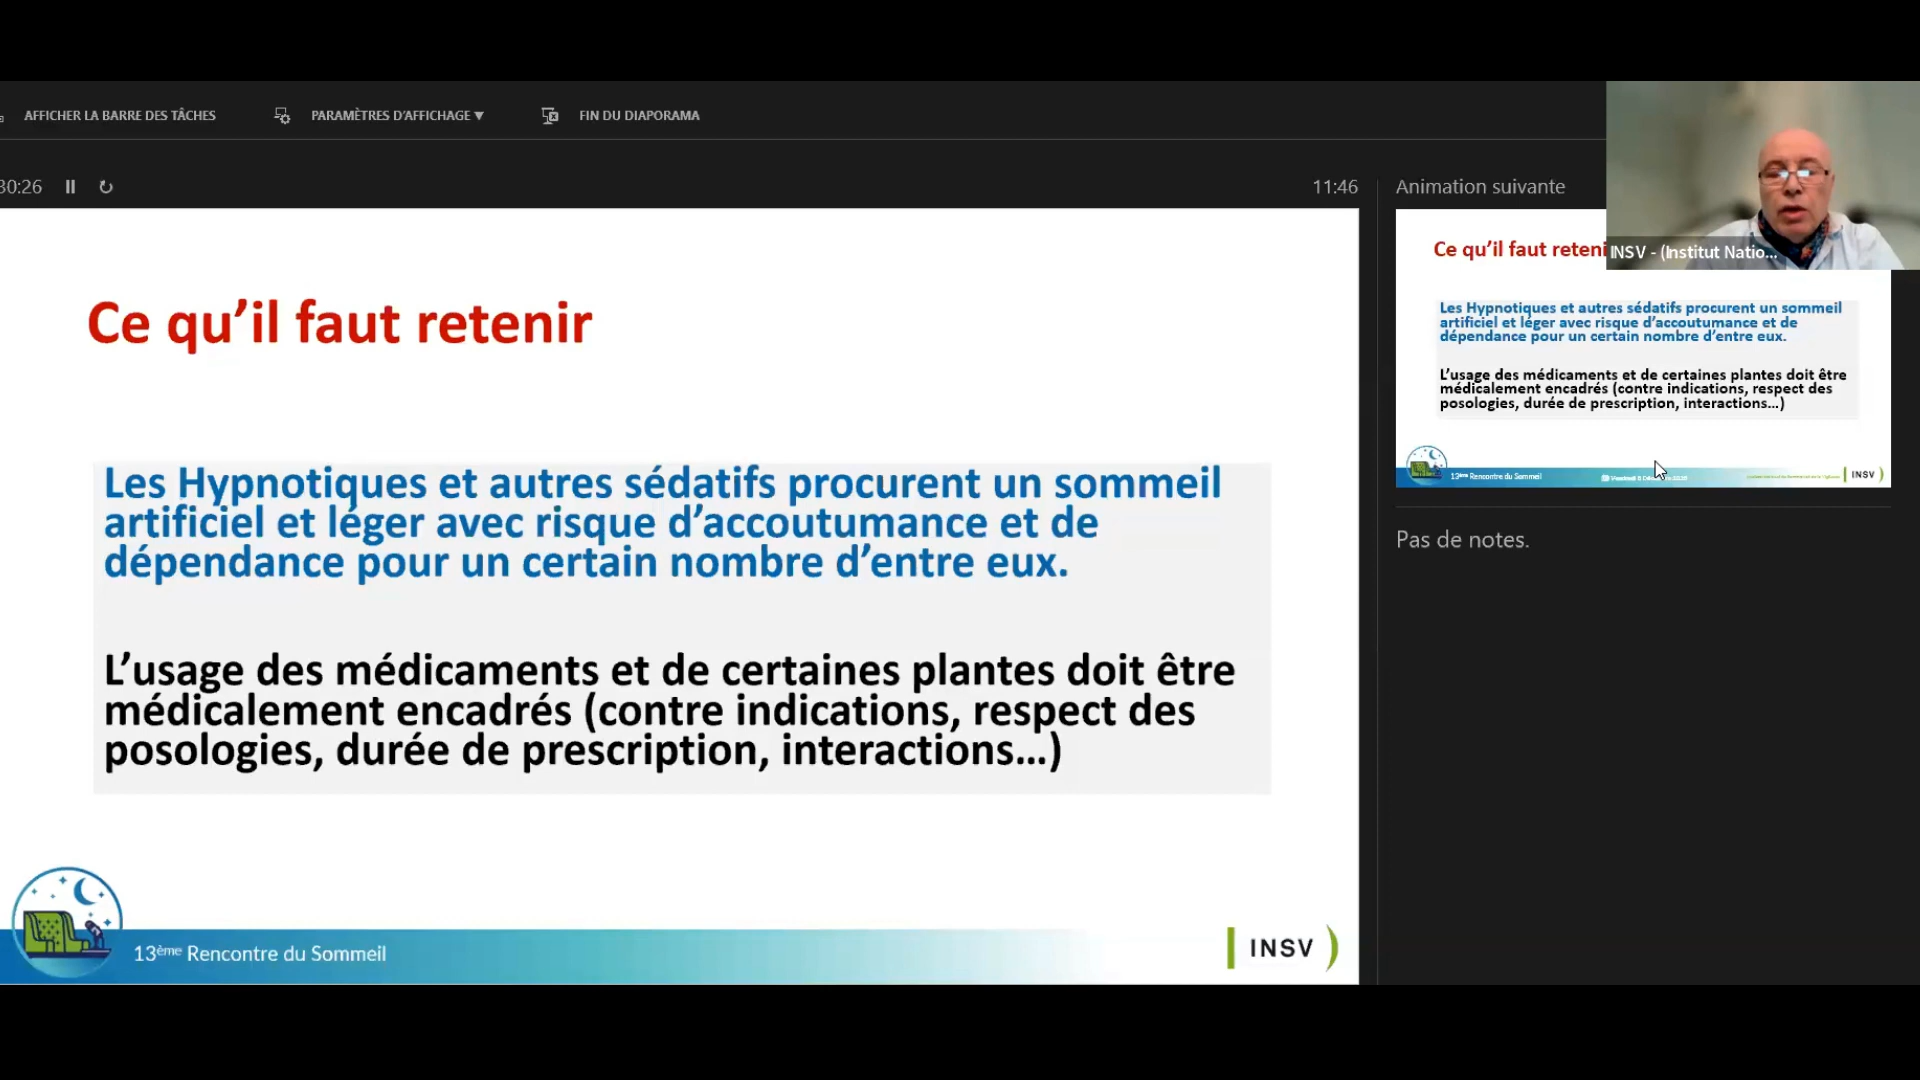 AFFICHER LA BARRE DES TÂCHES
PARAMÈTRES D'AFFICHAGE ▼
FIN DU DIAPORAMA
30:26
11:46
Ce qu'il faut retenir
Les Hypnotiques et autres sédatifs procurent un sommeil
artificiel et léger avec risque d'accoutumance et de
dépendance pour un certain nombre d'entre eux.
L'usage des médicaments et de certaines plantes doit être
médicalement encadrés (contre indications, respect des
posologies, durée de prescription, interactions...)
13ème Rencontre du Sommeil
INSV
Animation suivante
INSV - (Institut Natio...
Ce qu'il faut reteni
Les Hypnotiques et autres sédatifs procurent un sommeil
artificiel et léger avec risque d'accoutumance et de
dépendance pour un certain nombre d'entre eux.
L'usage des médicaments et de certaines plantes doit être
médicalement encadrés (contre indications, respect des
posologies, durée de prescription, interactions...)
13ème Rencontre du Sommeil
INSV
Pas de notes.